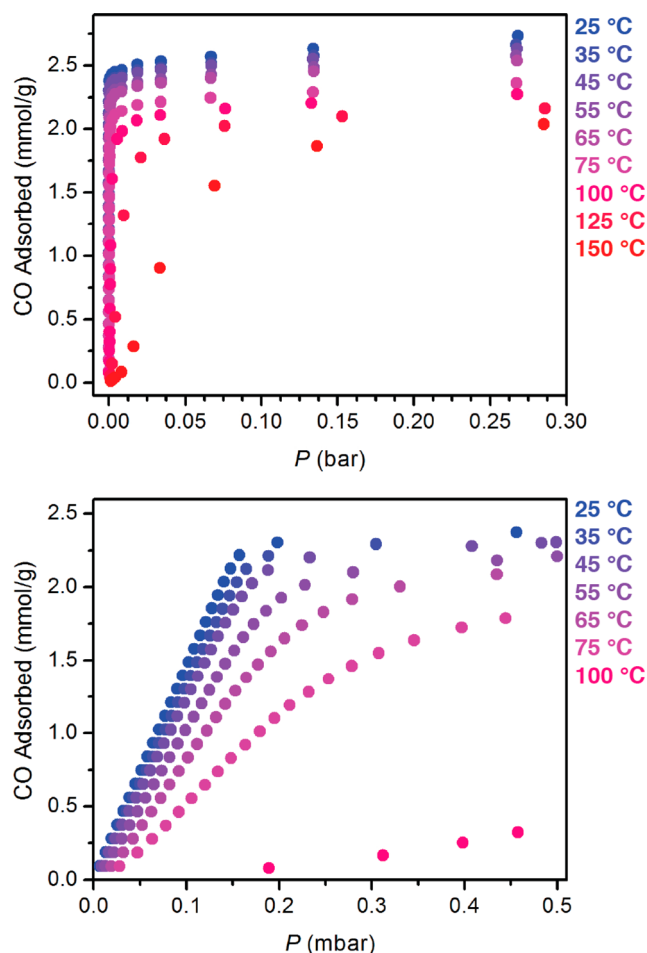 25 °C
35 °C
45 °C
55 °C
65 °C
75 °C
100 °C
125 °C
150 °C
CO Adsorbed (mmol/g)
2.5
2.0
1.5
1.0
0.5
0.0
0.00 0.05 0.10 0.15 0.20 0.25 0.30
P (bar)
25 °C
35 °C
45 °C
55 °C
65 °C
75 °C
100 °C
CO Adsorbed (mmol/g)
2.5
2.0
1.5
1.0
0.5
0.0
0.0 0.1 0.2 0.3 0.4 0.5
P (mbar)